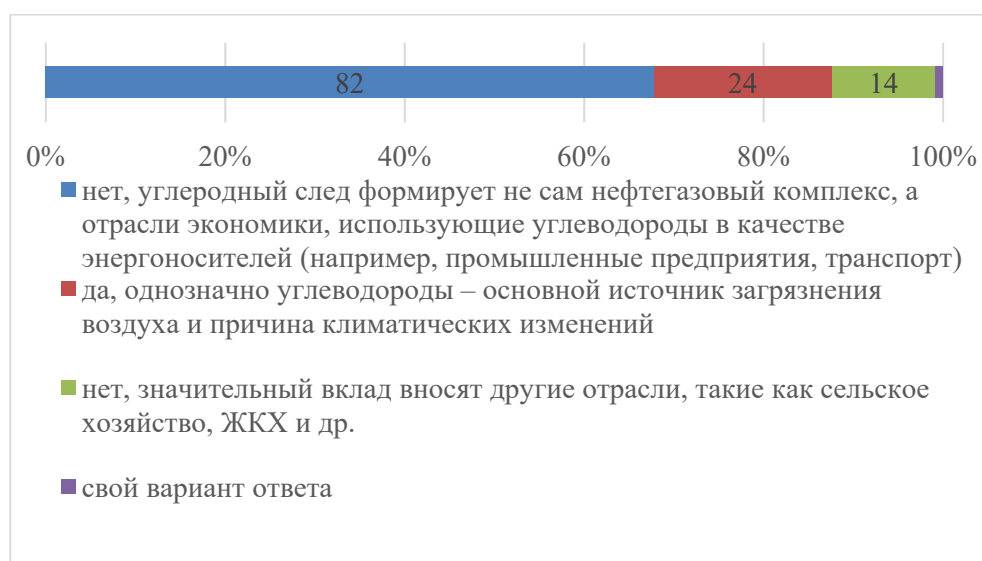 82 24 14
0% 20% 40% 60% 80% 100%
нет, углеродный след формирует не сам нефтегазовый комплекс, а
отрасли экономики, использующие углеводороды в качестве
энергоносителей (например, промышленные предприятия, транспорт)
да, однозначно углеводороды – основной источник загрязнения
воздуха и причина климатических изменений
нет, значительный вклад вносят другие отрасли, такие как сельское
хозяйство, ЖКХ и др.
свой вариант ответа